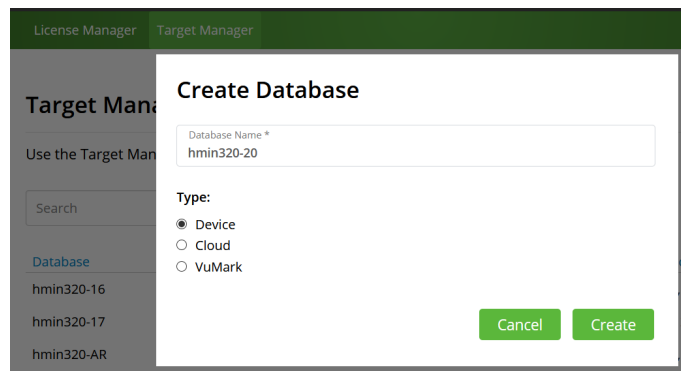 License Manager Target Manager
Target Man
Use the Target Man
Search
Database
hmin320-16
hmin320-17
hmin320-AR
Create Database
Database Name *
hmin320-20
Type:
Device
Cloud
VuMark
Cancel Create